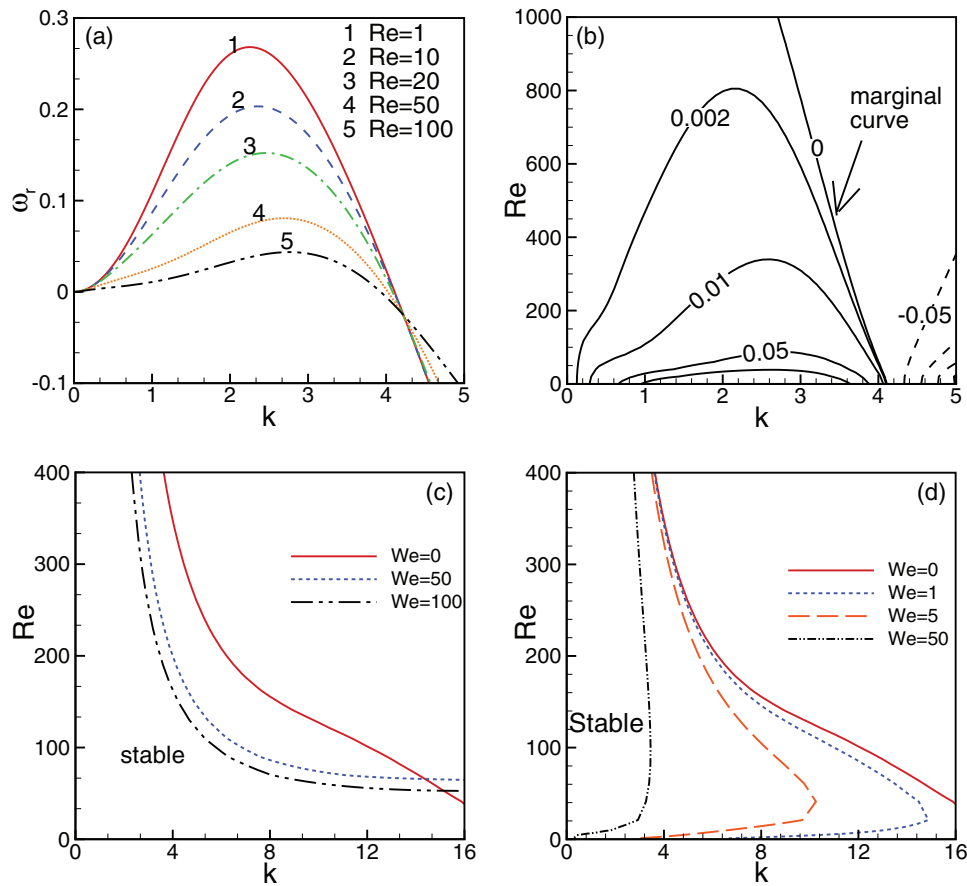 (a)
1 Re=1
2 Re=10
3 Re=20
4 Re=50
5 Re=100
1
2
3
4
5
0.3
0.2
0.1
0
-0.1
ωr
0 1 2 3 4 5
k
(b)
1000
800
600
400
200
0
Re
0.002
0
marginal
curve
0.01
0.05
-0.05
0 1 2 3 4 5
k
(c)
400
300
200
100
0
Re
We=0
We=50
We=100
stable
0 4 8 12 16
k
(d)
400
300
200
100
0
Re
We=0
We=1
We=5
We=50
Stable
0 4 8 12 16
k